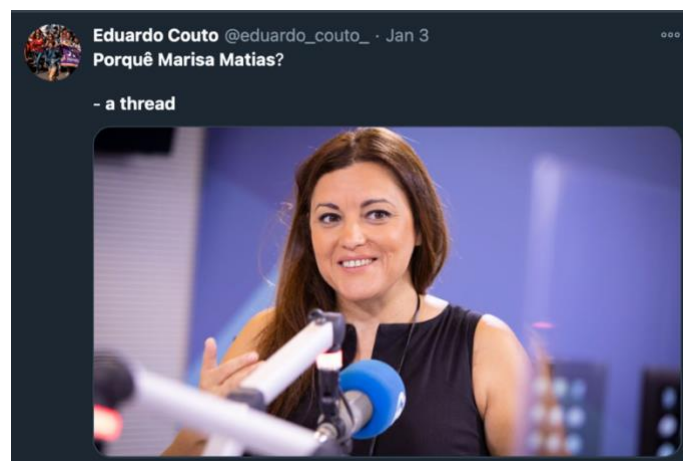 Eduardo Couto @eduardo_couto_ · Jan 3
Porquê Marisa Matias?
- a thread